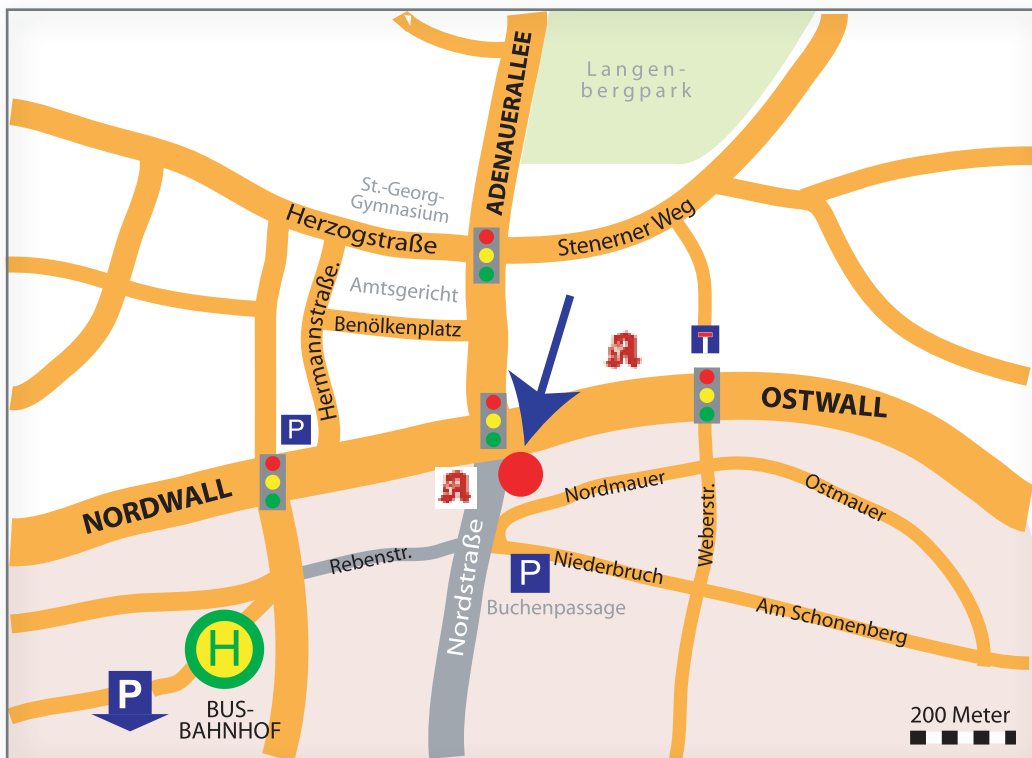 ADENAUERALLEE
Langen-
bergpark
St.-Georg-
Gymnasium
Herzogstraße
Stenerner Weg
Amtsgericht
Hermannstraße.
Benölkenplatz
P
OSTWALL
NORDWALL
Nordmauer
Ostmauer
Weberstr.
Rebenstr.
Nordstraße
Niederbruch
P
Buchenpassage
Am Schonenberg
H
P
BUS-
BAHNHOF
200 Meter